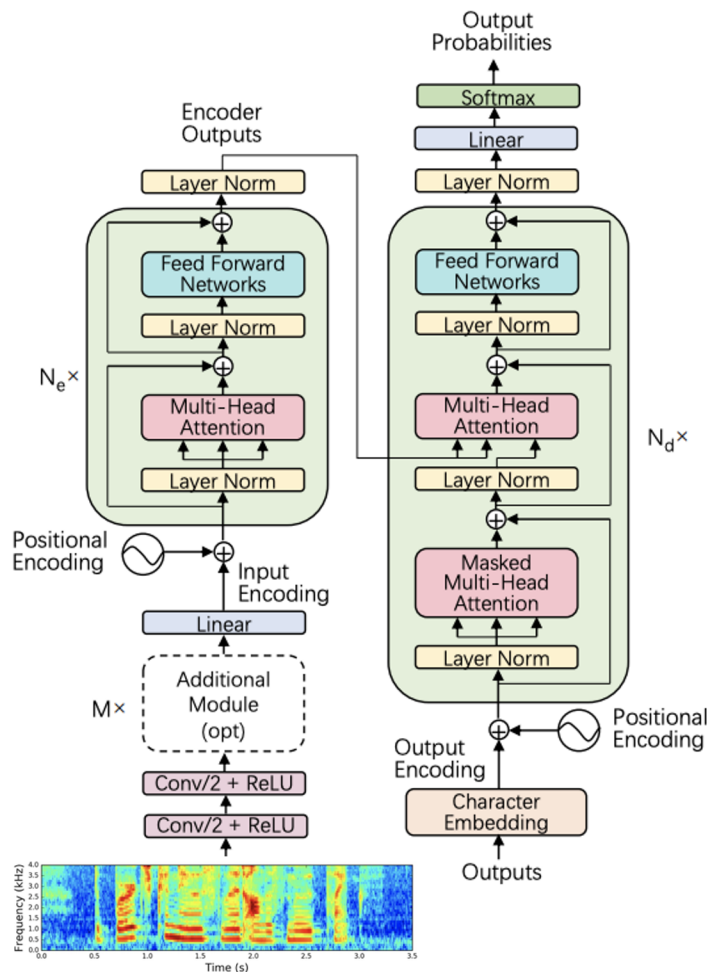 Output
Probabilities
Softmax
Linear
Layer Norm
Feed Forward
Networks
Layer Norm
Multi-Head
Attention
N_d×
Layer Norm
Masked
Multi-Head
Attention
Layer Norm
Positional
Encoding
Output
Encoding
Character
Embedding
Outputs
Encoder
Outputs
Layer Norm
Feed Forward
Networks
Layer Norm
N_e×
Multi-Head
Attention
Layer Norm
Positional
Encoding
Input
Encoding
Linear
Additional
Module
(opt)
M×
Conv/2 + ReLU
Conv/2 + ReLU
Frequency (kHz)
4.0
3.5
3.0
2.5
2.0
1.5
1.0
0.5
0.0
0.0 0.5 1.0 1.5 2.0 2.5 3.0 3.5
Time (s)